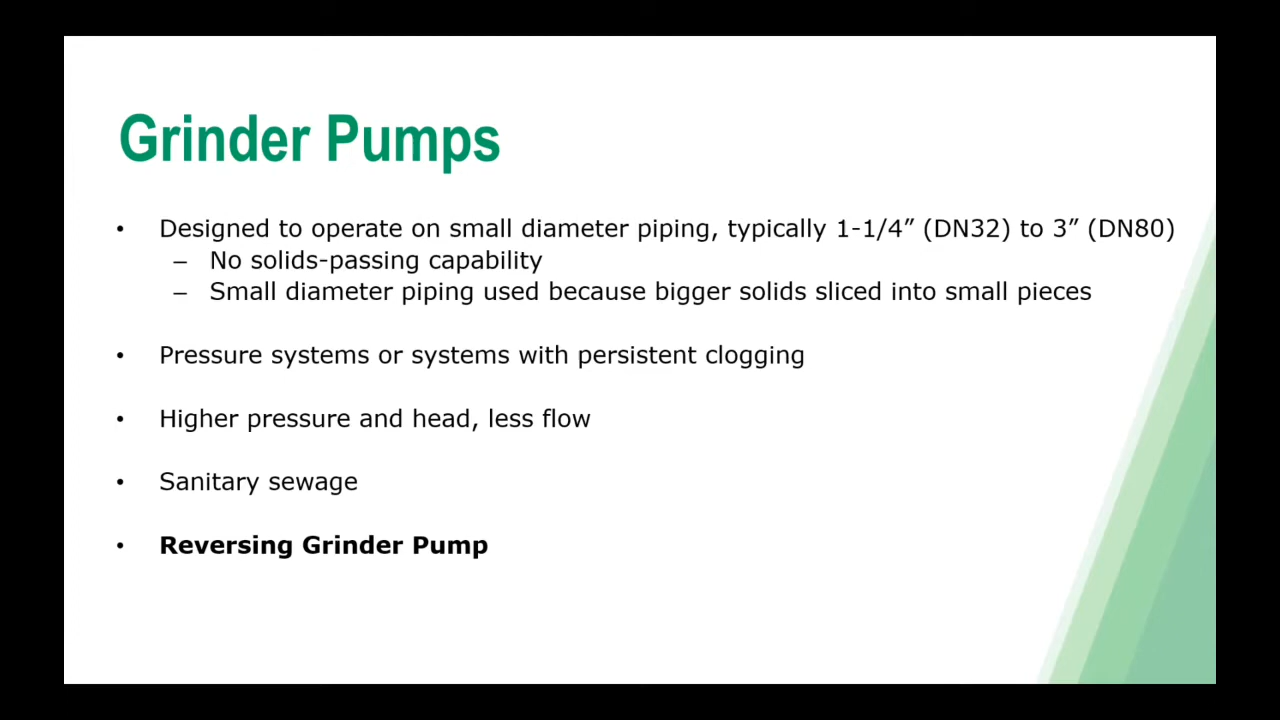 Grinder Pumps
• Designed to operate on small diameter piping, typically 1-1/4” (DN32) to 3” (DN80)
– No solids-passing capability
– Small diameter piping used because bigger solids sliced into small pieces
• Pressure systems or systems with persistent clogging
• Higher pressure and head, less flow
• Sanitary sewage
• Reversing Grinder Pump